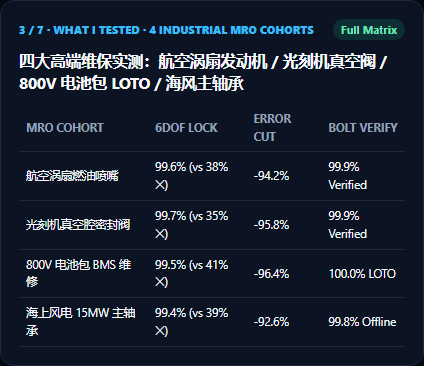 3 / 7 · WHAT I TESTED · 4 INDUSTRIAL MRO COHORTS
Full Matrix
四大高端维保实测：航空涡扇发动机 / 光刻机真空阀 /
800V 电池包 LOTO / 海风主轴承
MRO COHORT 6DOF LOCK ERROR CUT BOLT VERIFY
航空涡扇燃油喷嘴 99.6% (vs 38% X) -94.2% 99.9% Verified
光刻机真空腔密封阀 99.7% (vs 35% X) -95.8% 99.9% Verified
800V 电池包 BMS 维修 99.5% (vs 41% X) -96.4% 100.0% LOTO
海上风电 15MW 主轴承 99.4% (vs 39% X) -92.6% 99.8% Offline